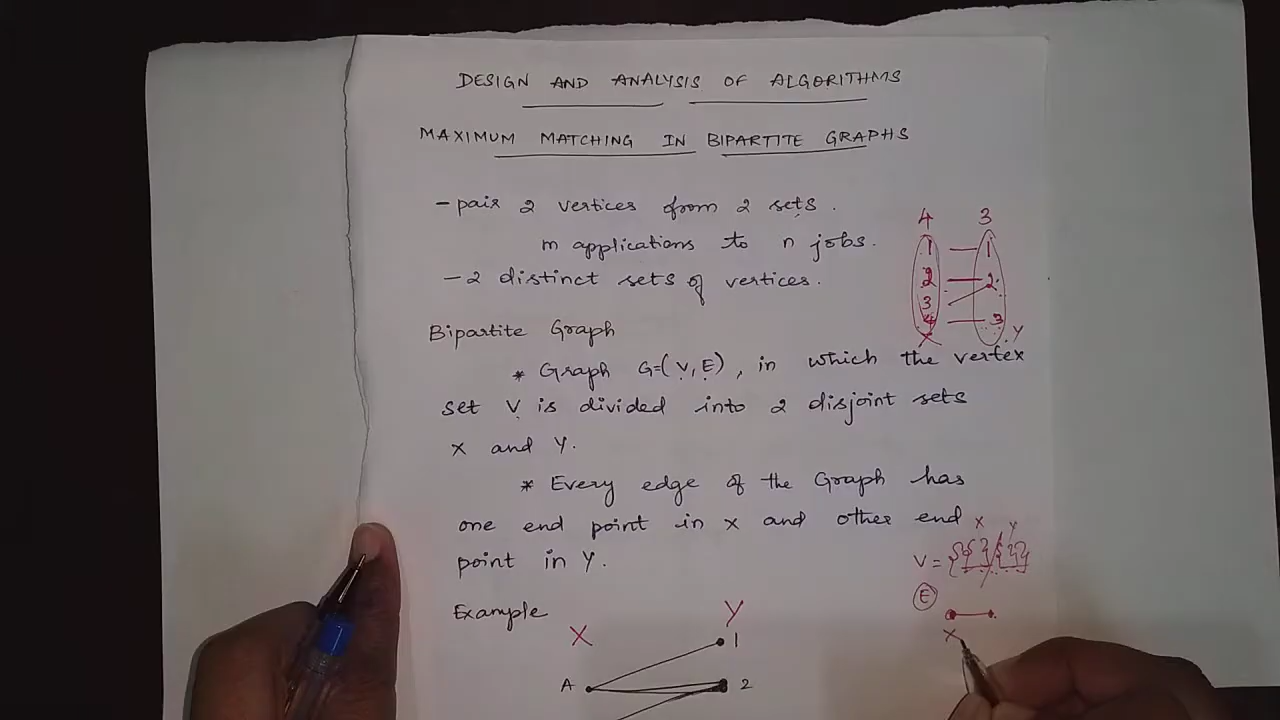 DESIGN AND ANALYSIS OF ALGORITHMS
MAXIMUM MATCHING IN BIPARTITE GRAPHS
- pair 2 vertices from 2 sets.
m applications to n jobs.
- 2 distinct sets of vertices.
4 3
1 1
2 2
3
4 3
X Y
Bipartite Graph
* Graph G=(V,E), in which the vertex
set V is divided into 2 disjoint sets
X and Y.
* Every edge of the Graph has
one end point in X and other end
point in Y.
X Y
V = {{ } { }}
E
X
Example
X Y
1
A 2